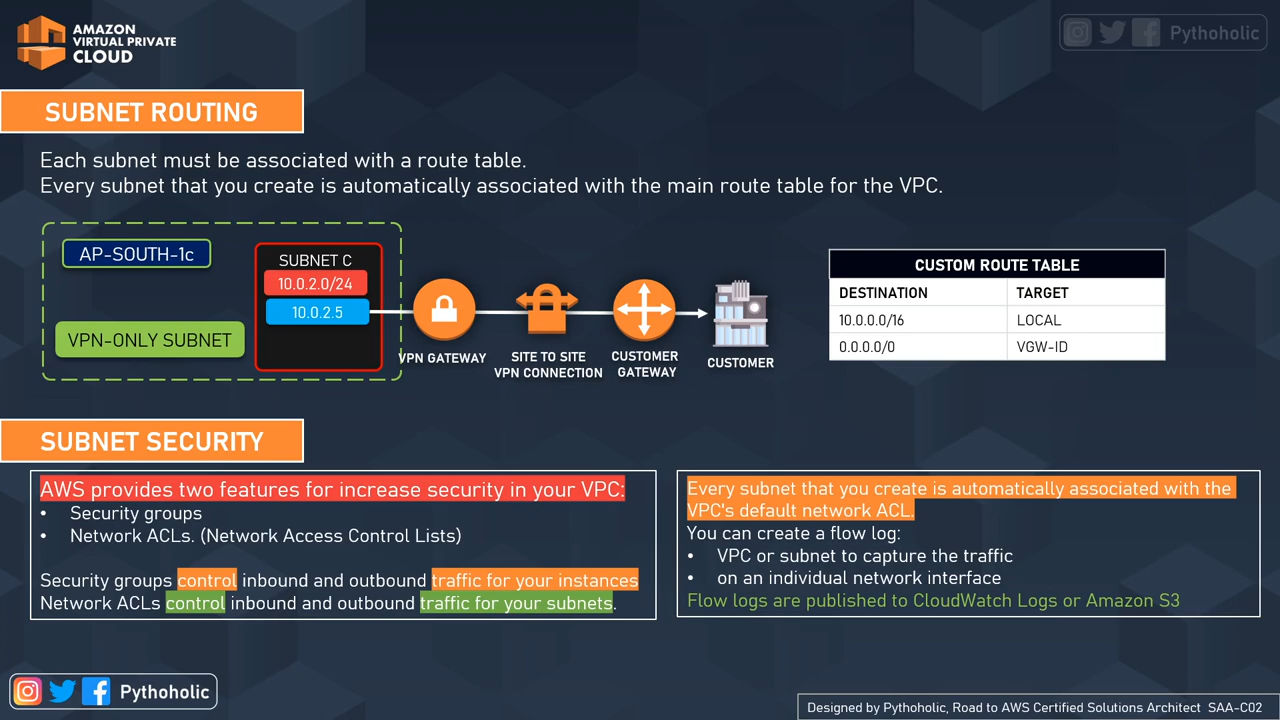 AMAZON
VIRTUAL PRIVATE
CLOUD
Pythoholic
SUBNET ROUTING
Each subnet must be associated with a route table.
Every subnet that you create is automatically associated with the main route table for the VPC.
AP-SOUTH-1c
VPN-ONLY SUBNET
SUBNET C
10.0.2.0/24
10.0.2.5
VPN GATEWAY
SITE TO SITE
VPN CONNECTION
CUSTOMER
GATEWAY
CUSTOMER
CUSTOM ROUTE TABLE
DESTINATION TARGET
10.0.0.0/16 LOCAL
0.0.0.0/0 VGW-ID
SUBNET SECURITY
AWS provides two features for increase security in your VPC:
• Security groups
• Network ACLs. (Network Access Control Lists)
Security groups control inbound and outbound traffic for your instances
Network ACLs control inbound and outbound traffic for your subnets.
Every subnet that you create is automatically associated with the
VPC's default network ACL.
You can create a flow log:
• VPC or subnet to capture the traffic
• on an individual network interface
Flow logs are published to CloudWatch Logs or Amazon S3
Pythoholic
Designed by Pythoholic, Road to AWS Certified Solutions Architect SAA-C02